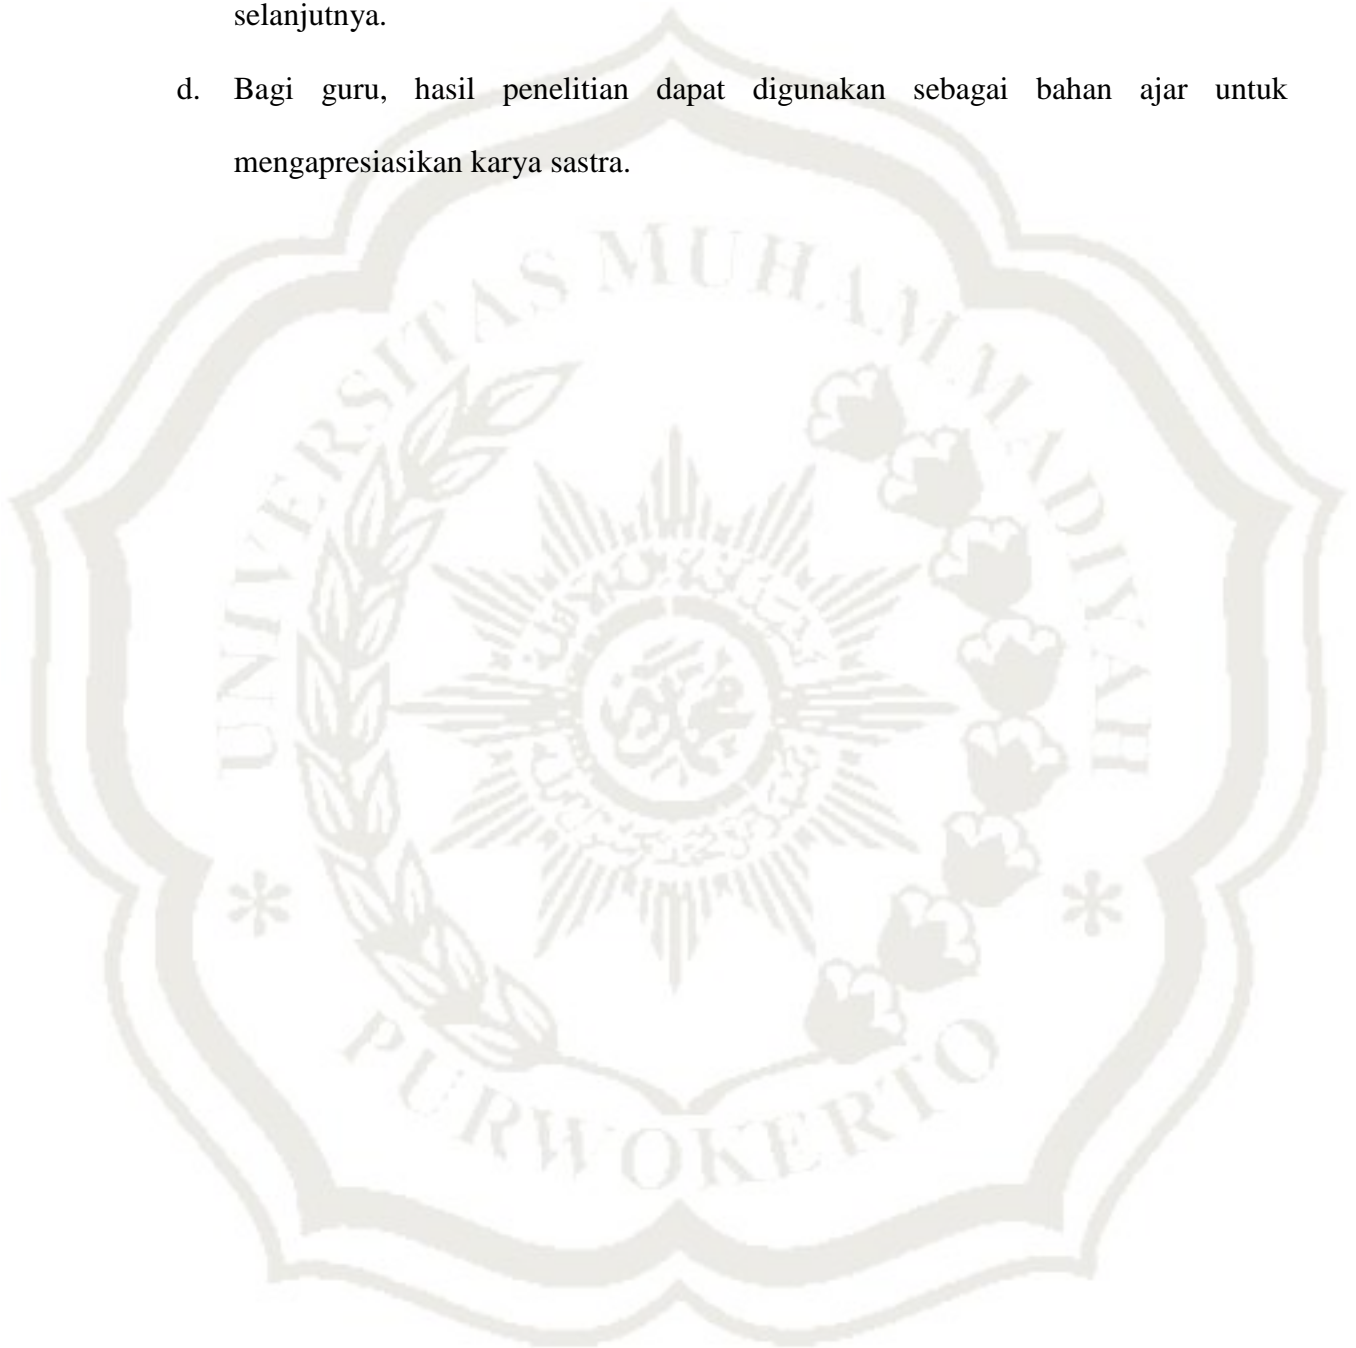 selanjutnya.
d. Bagi guru, hasil penelitian dapat digunakan sebagai bahan ajar untuk
mengapresiasikan karya sastra.
UNIVERSITAS MUHAMMADIYAH
PURWOKERTO